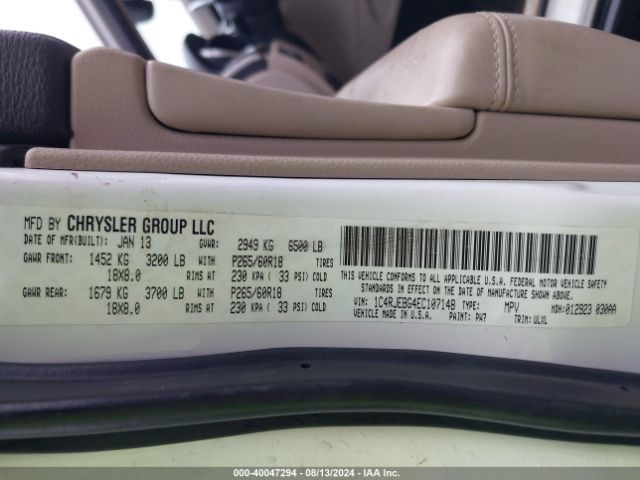 MFD BY CHRYSLER GROUP LLC
DATE OF MFR(BUILT): JAN 13 GVWR: 2949 KG 6500 LB
GAWR FRONT: 1452 KG 3200 LB WITH P265/60R18 TIRES
18X8.0 RIMS AT 230 KPA ( 33 PSI) COLD
GAWR REAR: 1679 KG 3700 LB WITH P265/60R18 TIRES
18X8.0 RIMS AT 230 KPA ( 33 PSI) COLD
THIS VEHICLE CONFORMS TO ALL APPLICABLE U.S.A. FEDERAL MOTOR VEHICLE SAFETY
STANDARDS IN EFFECT ON THE DATE OF MANUFACTURE SHOWN ABOVE
VIN: 1C4RJEBG4EC107148 TYPE: MPV MDH:012923 030AA
VEHICLE MADE IN U.S.A. PAINT: PW7 TRIM: ULXL
000-40047294 - 08/13/2024 - IAA Inc.